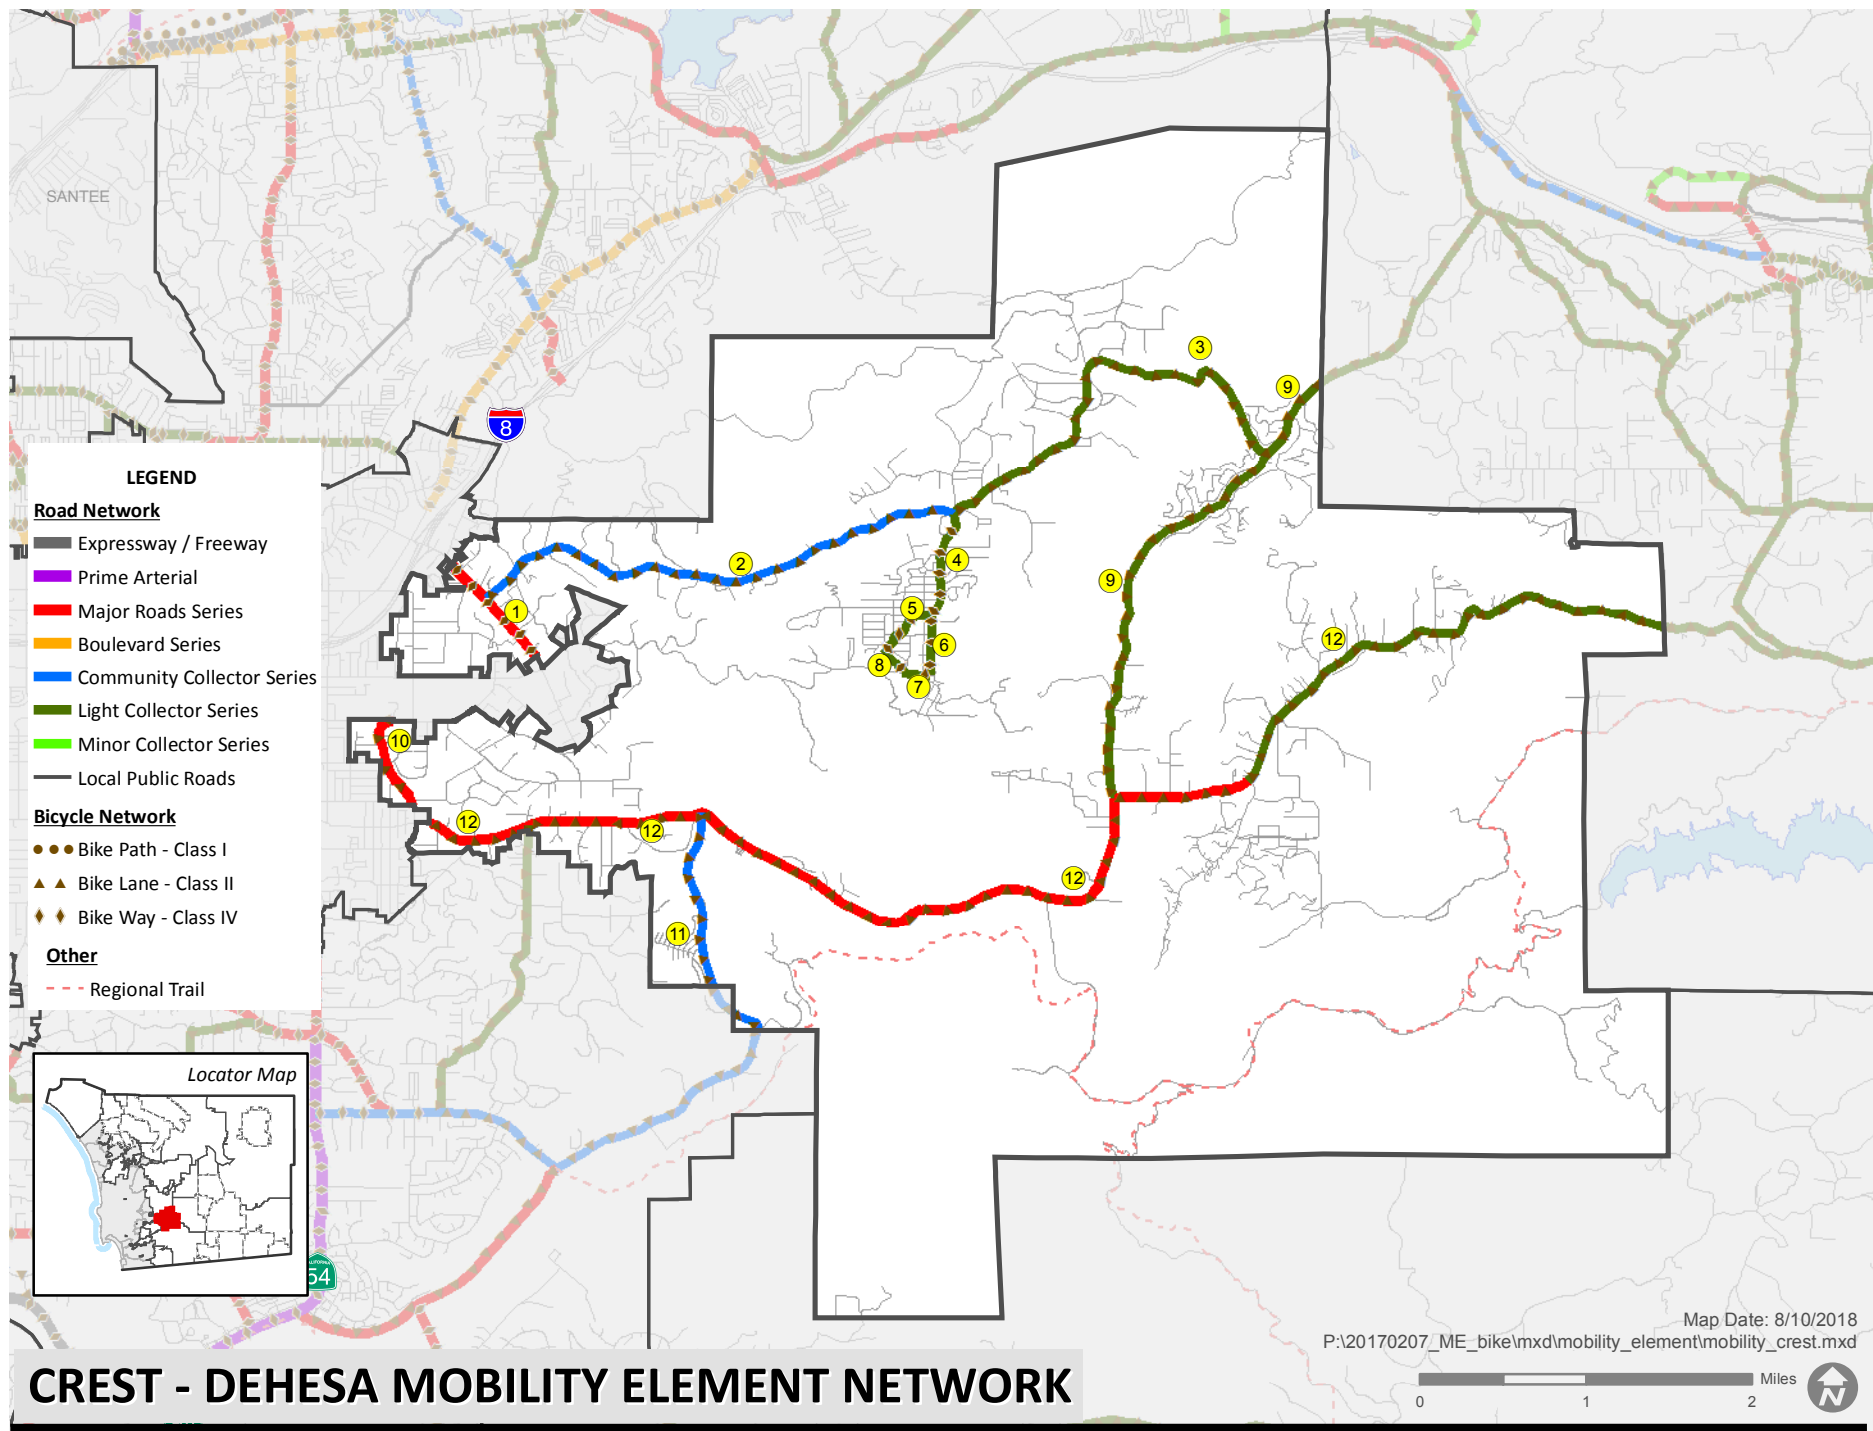 SANTEE
8
3
9
2
4
9
1
5
12
6
8
7
10
12
12
12
11
LEGEND
Road Network
Expressway / Freeway
Prime Arterial
Major Roads Series
Boulevard Series
Community Collector Series
Light Collector Series
Minor Collector Series
Local Public Roads
Bicycle Network
Bike Path - Class I
Bike Lane - Class II
Bike Way - Class IV
Other
Regional Trail
Locator Map
CALIFORNIA
54
Map Date: 8/10/2018
P:\20170207_ME_bike\mxd\mobility_element\mobility_crest.mxd
CREST - DEHESA MOBILITY ELEMENT NETWORK
Miles
0 1 2
N